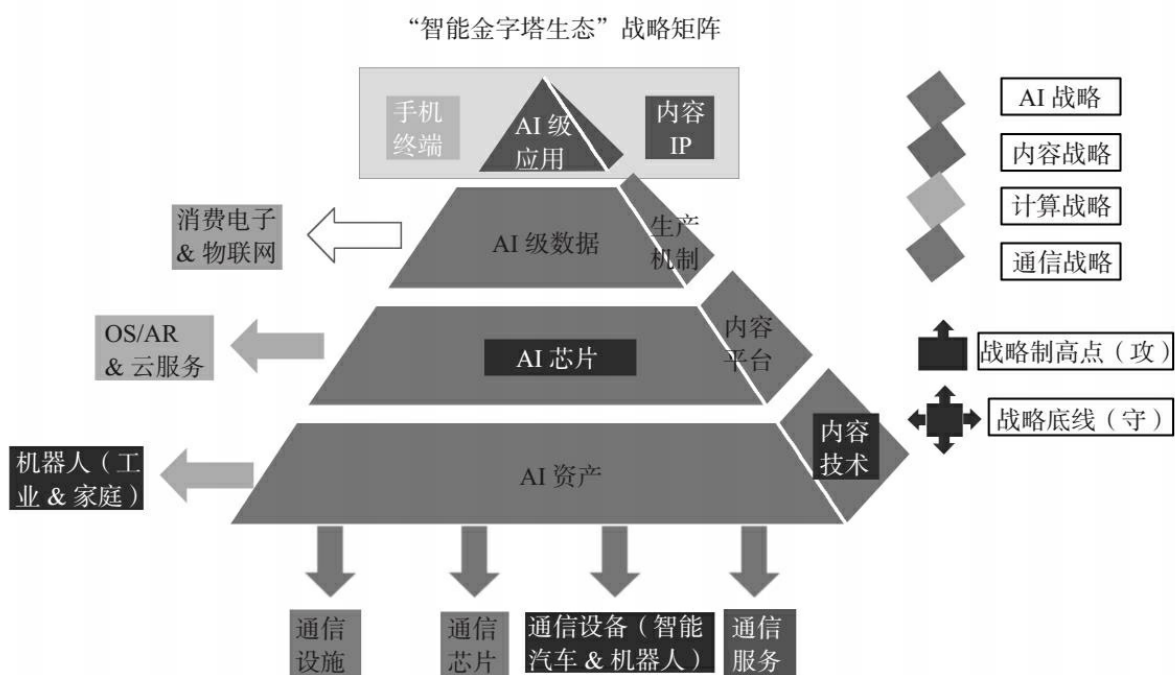 “智能金字塔生态”战略矩阵
手机
终端
AI 级
应用
内容
IP
消费电子
& 物联网
AI 级数据
生产
机制
OS/AR
& 云服务
AI 芯片
内容
平台
机器人（工
业 & 家庭）
AI 资产
内容
技术
通信
设施
通信
芯片
通信设备（智能
汽车 & 机器人）
通信
服务
AI 战略
内容战略
计算战略
通信战略
战略制高点（攻）
战略底线（守）